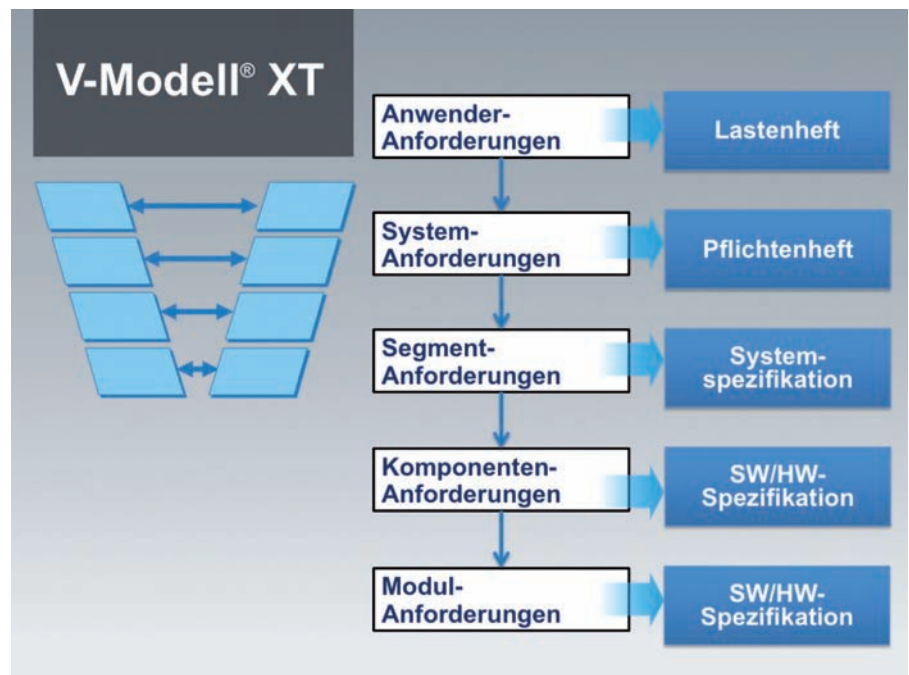 V-Modell® XT
Anwender-
Anforderungen
Lastenheft
System-
Anforderungen
Pflichtenheft
Segment-
Anforderungen
System-
spezifikation
Komponenten-
Anforderungen
SW/HW-
Spezifikation
Modul-
Anforderungen
SW/HW-
Spezifikation